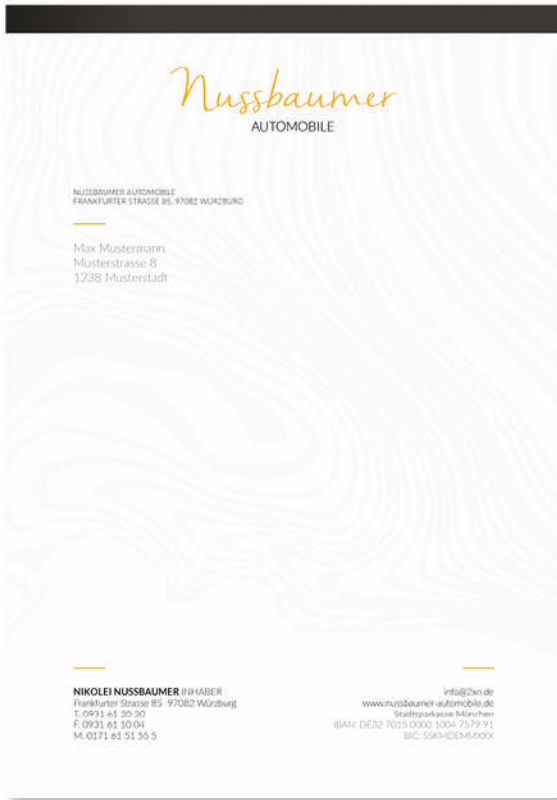 Nussbaumer
AUTOMOBILE
NUSSBAUMER AUTOMOBILE
FRANKFURTER STRASSE 85, 97082 WÜRZBURG
Max Mustermann
Musterstrasse 8
1238 Musterstadt
NIKOLEI NUSSBAUMER INHABER
Frankfurter Strasse 85 97082 Würzburg
T. 0931 61 20 20
F. 0931 61 10 04
M. 0171 61 51 55 5
info@2xn.de
www.nussbaumer-automobile.de
Stadtsparkasse München
IBAN: DE32 7015 0000 1004 7579 91
BIC: SSKMDEMMXXX